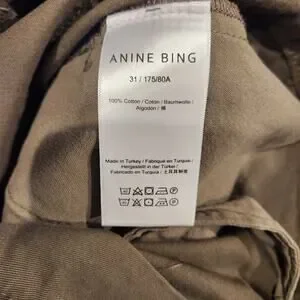 ANINE BING
31 / 175/80A
100% Cotton / Coton / Baumwolle /
Algodon / 棉
Made in Turkey / Fabriqué en Turquie /
Hergestellt in der Türkei /
Fabricado en Turquía / 土耳其制造